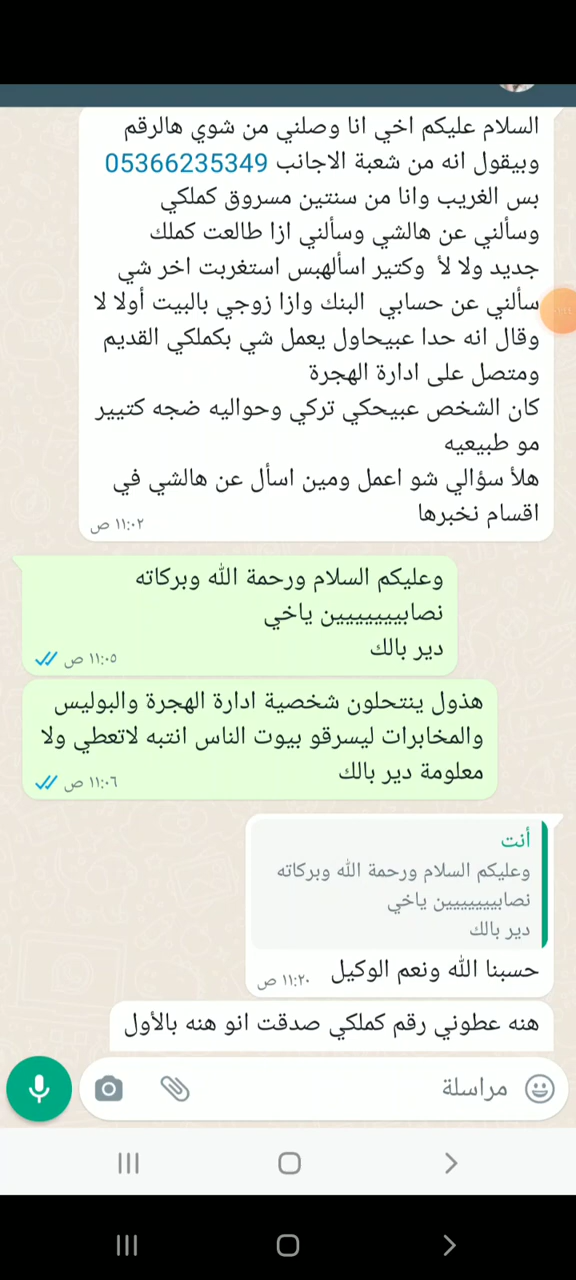 السلام عليكم اخي انا وصلني من شوي هالرقم
وبيقول انه من شعبة الاجانب 05366235349
بس الغريب وانا من سنتين مسروق كملكي
وسألني عن هالشي وسألني ازا طالعت كملك
جديد ولا لأ وكتير اسألهبس استغربت اخر شي
سألني عن حسابي البنك وازا زوجي بالبيت أولا لا
وقال انه حدا عبيحاول يعمل شي بكملكي القديم
ومتصل على ادارة الهجرة
كان الشخص عبيحكي تركي وحواليه ضجه كتيير
مو طبيعيه
هلأ سؤالي شو اعمل ومين اسأل عن هالشي في
اقسام نخبرها
١١:٠٢ ص
وعليكم السلام ورحمة الله وبركاته
نصابييييييين ياخي
دير بالك
١١:٠٥ ص
هذول ينتحلون شخصية ادارة الهجرة والبوليس
والمخابرات ليسرقو بيوت الناس انتبه لاتعطي ولا
معلومة دير بالك
١١:٠٦ ص
أنت
وعليكم السلام ورحمة الله وبركاته
نصابييييييين ياخي
دير بالك
حسبنا الله ونعم الوكيل
١١:٢٠ ص
هنه عطوني رقم كملكي صدقت انو هنه بالأول
مراسلة